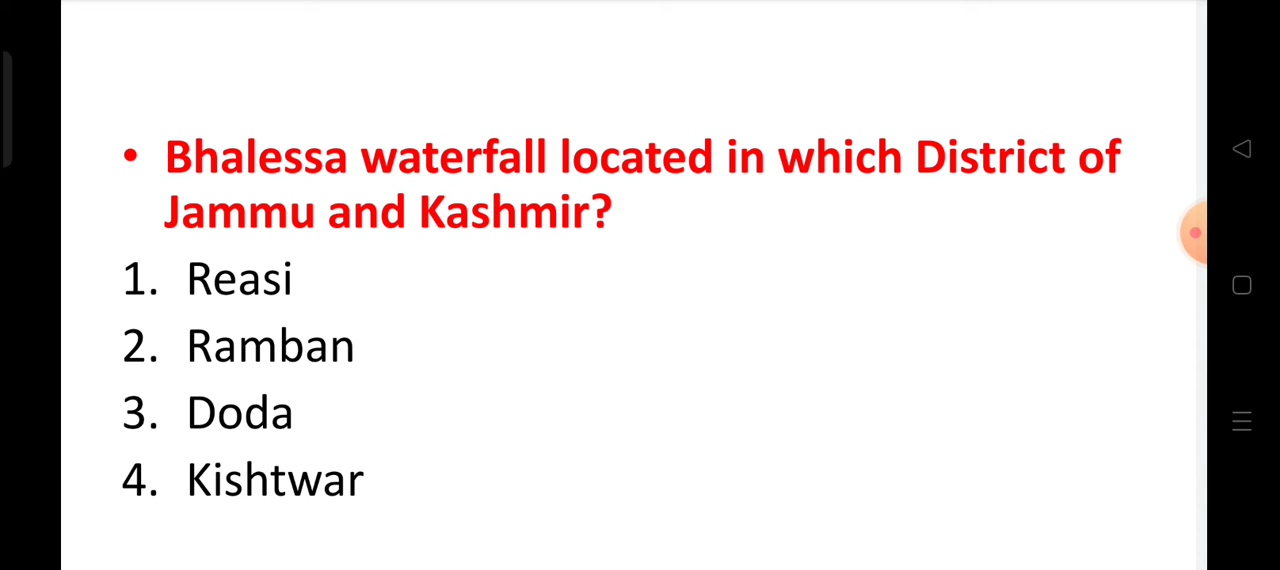 • Bhalessa waterfall located in which District of
Jammu and Kashmir?
1. Reasi
2. Ramban
3. Doda
4. Kishtwar